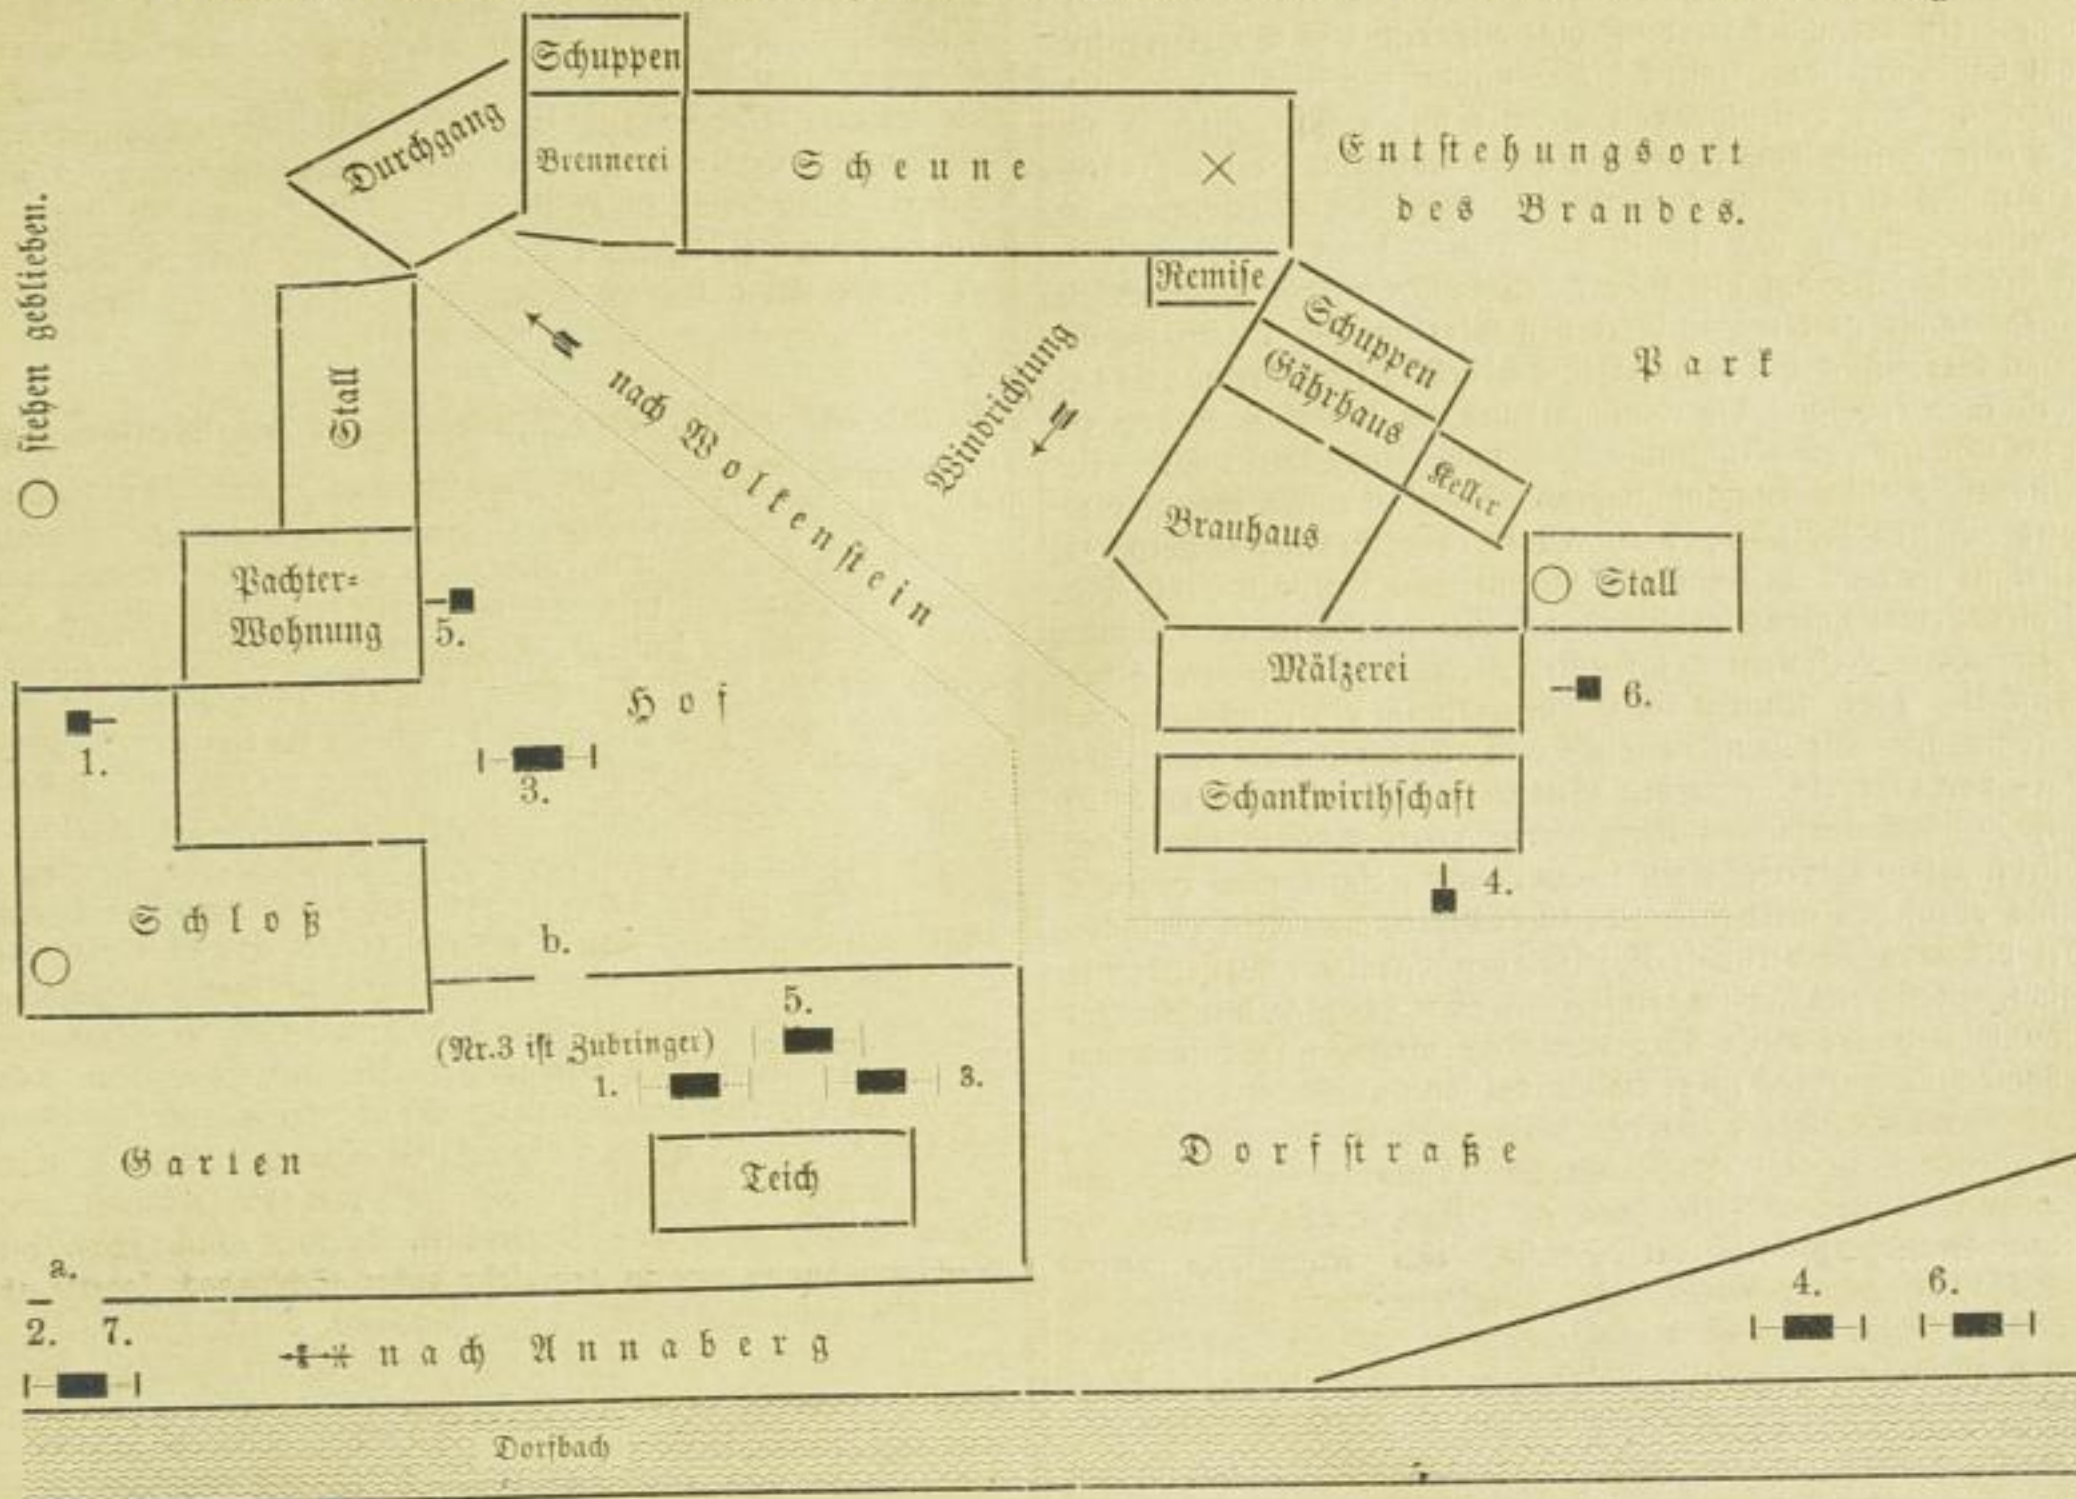 Schuppen
Durchgang
Brennerei
Scheune
Entstehungsort
des Brandes.
○ stehen geblieben.
Remise
Schuppen
Gährhaus
Keller
Park
Stall
nach Wolkenstein
Windrichtung
Brauhaus
Stall
Pachter-
Wohnung
5.
Mälzerei
6.
Hof
1.
3.
Schankwirthschaft
4.
Schloß
b.
5.
(Nr. 3 ist Zubringer)
1.
3.
Garten
Teich
Dorfstraße
a.
2. 7.
nach Annaberg
4. 6.
Dorfbach